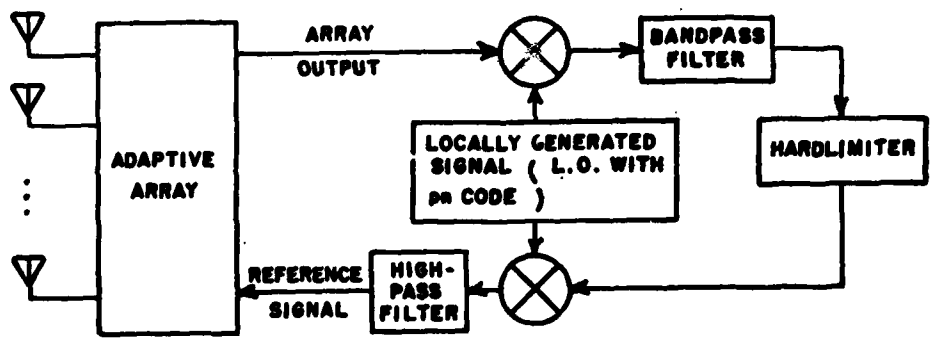 ARRAY
OUTPUT
BANDPASS
FILTER
ADAPTIVE
ARRAY
LOCALLY GENERATED
SIGNAL ( L.O. WITH
pn CODE )
HARDLIMITER
REFERENCE
SIGNAL
HIGH-
PASS
FILTER